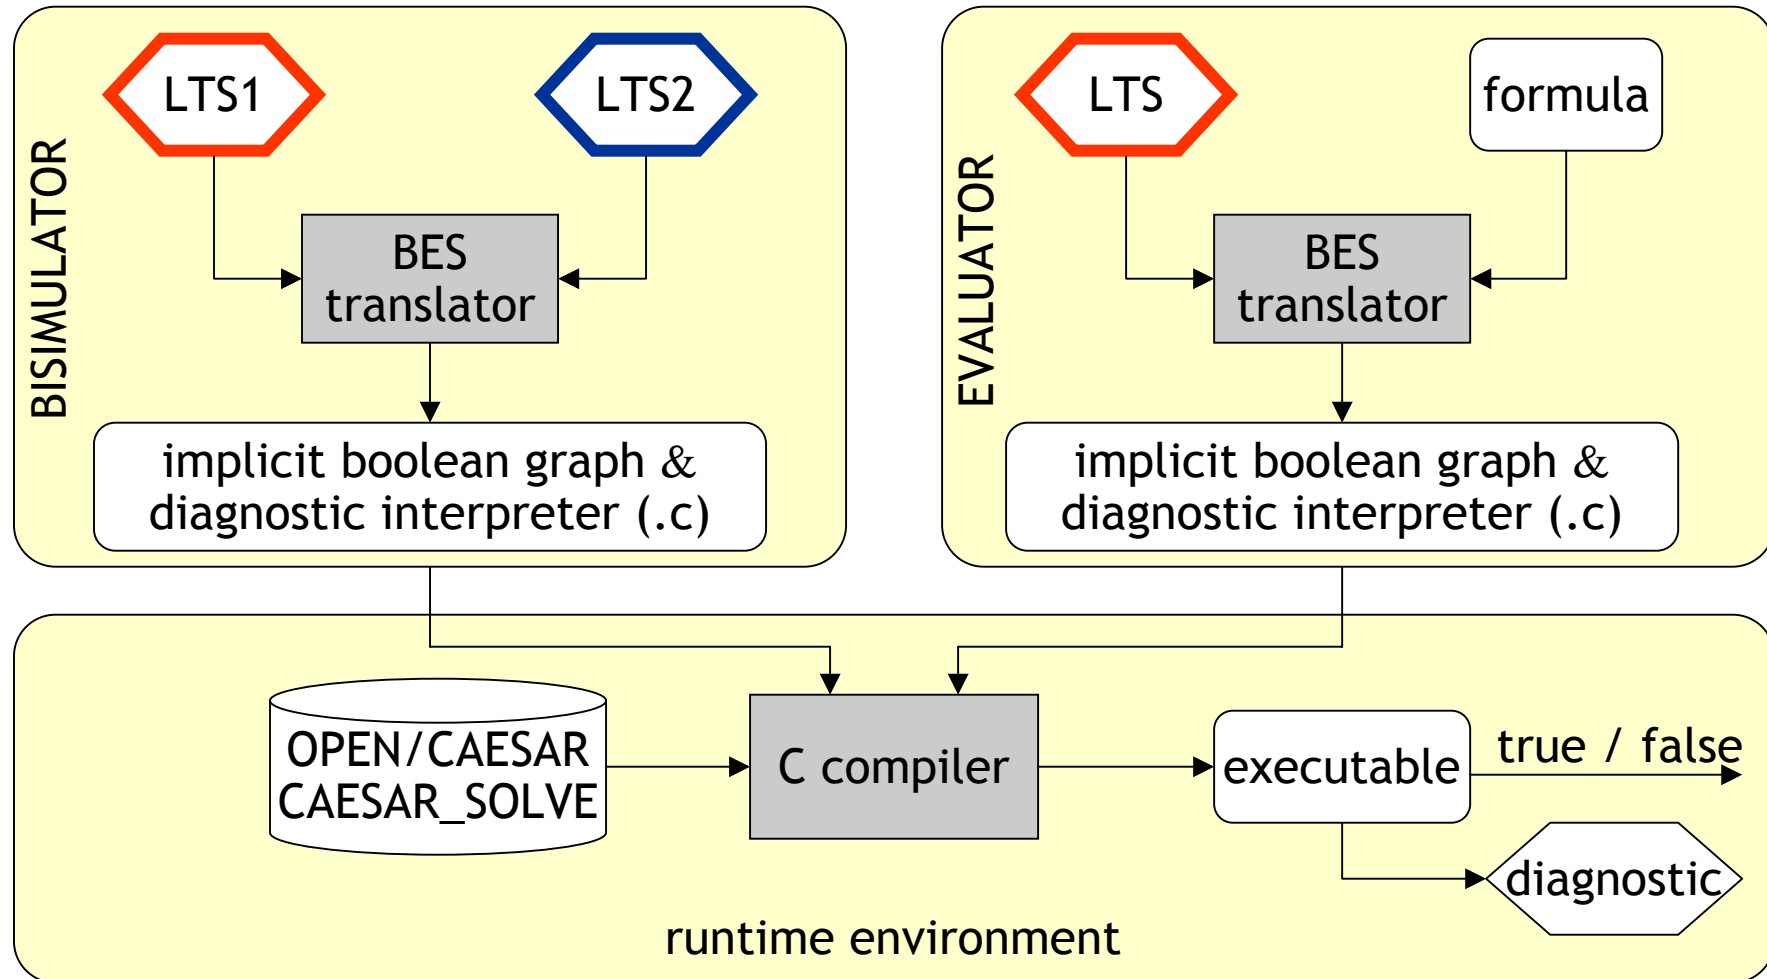 BISIMULATOR
LTS1
LTS2
BES
translator
implicit boolean graph &
diagnostic interpreter (.c)
EVALUATOR
LTS
formula
BES
translator
implicit boolean graph &
diagnostic interpreter (.c)
OPEN/CAESAR
CAESAR_SOLVE
C compiler
executable
true / false
diagnostic
runtime environment